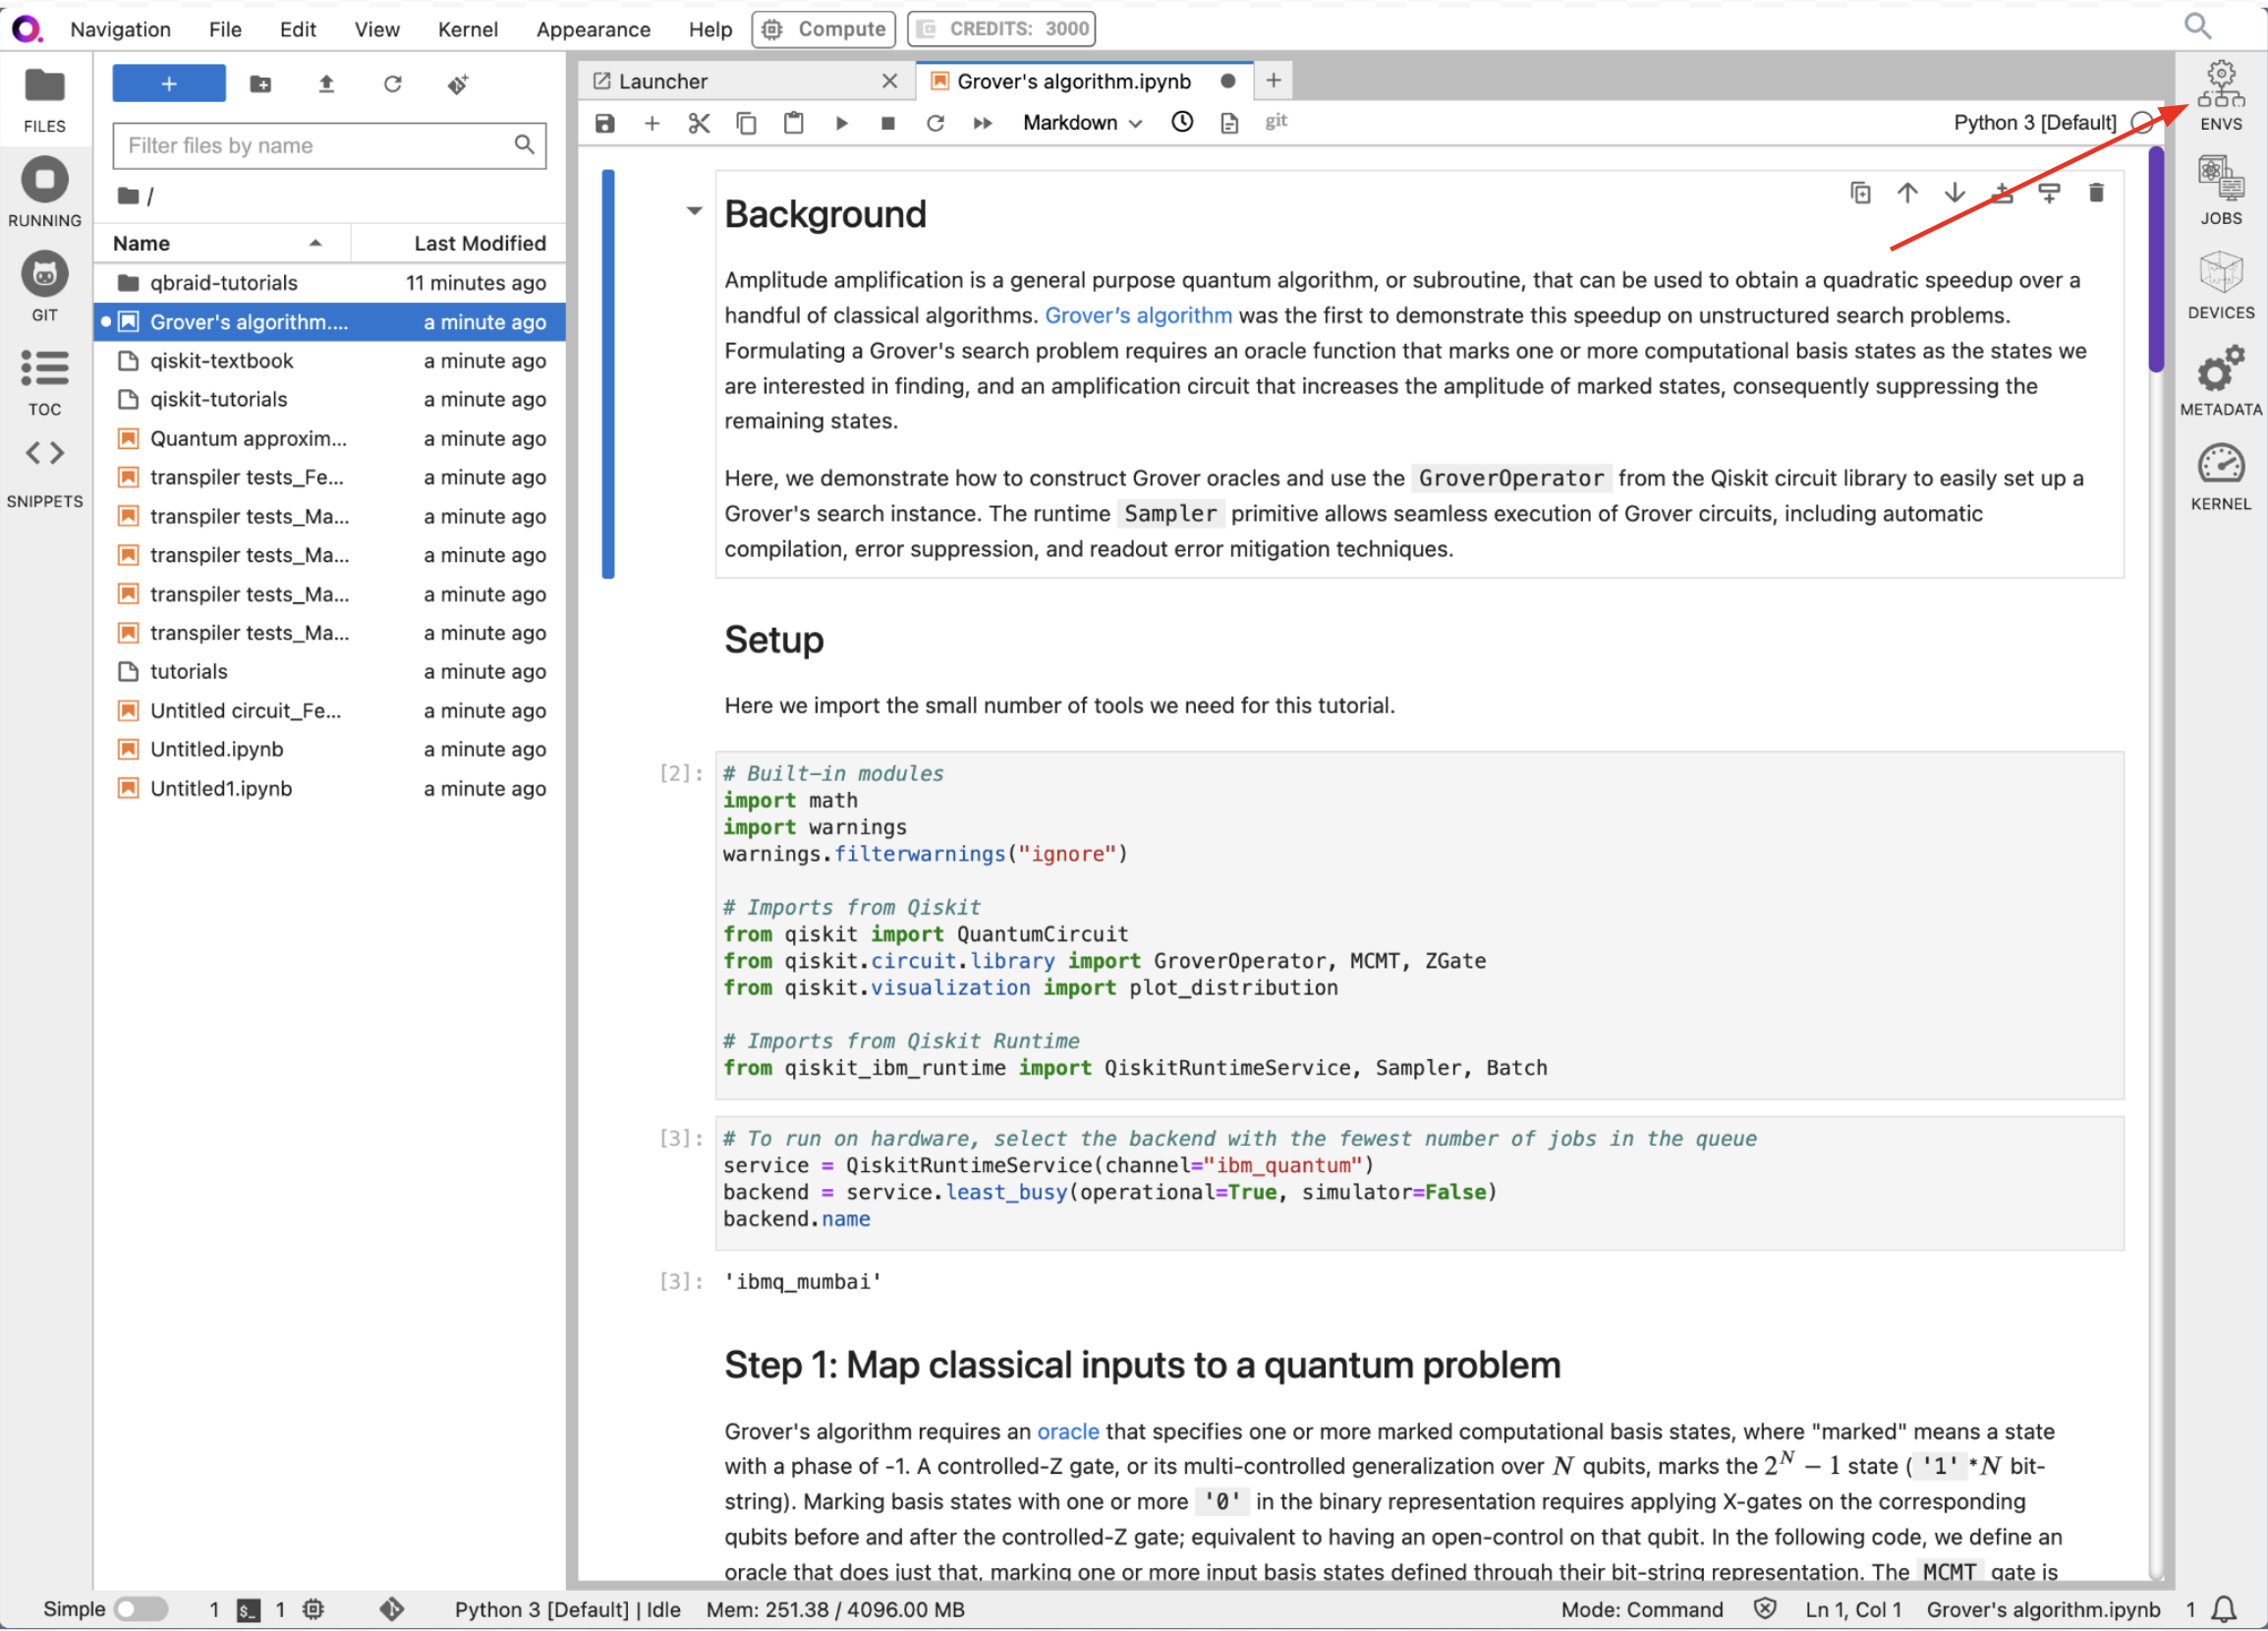 Navigation File Edit View Kernel Appearance Help Compute CREDITS: 3000
FILES
RUNNING
GIT
TOC
SNIPPETS
+
Filter files by name
/
Name Last Modified
qbraid-tutorials 11 minutes ago
Grover's algorithm.... a minute ago
qiskit-textbook a minute ago
qiskit-tutorials a minute ago
Quantum approxim... a minute ago
transpiler tests_Fe... a minute ago
transpiler tests_Ma... a minute ago
transpiler tests_Ma... a minute ago
transpiler tests_Ma... a minute ago
transpiler tests_Ma... a minute ago
tutorials a minute ago
Untitled circuit_Fe... a minute ago
Untitled.ipynb a minute ago
Untitled1.ipynb a minute ago
Launcher Grover's algorithm.ipynb
Markdown git Python 3 [Default]
Background
Amplitude amplification is a general purpose quantum algorithm, or subroutine, that can be used to obtain a quadratic speedup over a
handful of classical algorithms. Grover’s algorithm was the first to demonstrate this speedup on unstructured search problems.
Formulating a Grover's search problem requires an oracle function that marks one or more computational basis states as the states we
are interested in finding, and an amplification circuit that increases the amplitude of marked states, consequently suppressing the
remaining states.
Here, we demonstrate how to construct Grover oracles and use the GroverOperator from the Qiskit circuit library to easily set up a
Grover's search instance. The runtime Sampler primitive allows seamless execution of Grover circuits, including automatic
compilation, error suppression, and readout error mitigation techniques.
Setup
Here we import the small number of tools we need for this tutorial.
[2]: # Built-in modules
import math
import warnings
warnings.filterwarnings("ignore")
# Imports from Qiskit
from qiskit import QuantumCircuit
from qiskit.circuit.library import GroverOperator, MCMT, ZGate
from qiskit.visualization import plot_distribution
# Imports from Qiskit Runtime
from qiskit_ibm_runtime import QiskitRuntimeService, Sampler, Batch
[3]: # To run on hardware, select the backend with the fewest number of jobs in the queue
service = QiskitRuntimeService(channel="ibm_quantum")
backend = service.least_busy(operational=True, simulator=False)
backend.name
[3]: 'ibmq_mumbai'
Step 1: Map classical inputs to a quantum problem
Grover's algorithm requires an oracle that specifies one or more marked computational basis states, where "marked" means a state
with a phase of -1. A controlled-Z gate, or its multi-controlled generalization over N qubits, marks the 2^N − 1 state ( '1' *N bit-
string). Marking basis states with one or more '0' in the binary representation requires applying X-gates on the corresponding
qubits before and after the controlled-Z gate; equivalent to having an open-control on that qubit. In the following code, we define an
oracle that does just that, marking one or more input basis states defined through their bit-string representation. The MCMT gate is
ENVS
JOBS
DEVICES
METADATA
KERNEL
Simple 1 $_ 1 Python 3 [Default] | Idle Mem: 251.38 / 4096.00 MB Mode: Command Ln 1, Col 1 Grover's algorithm.ipynb 1